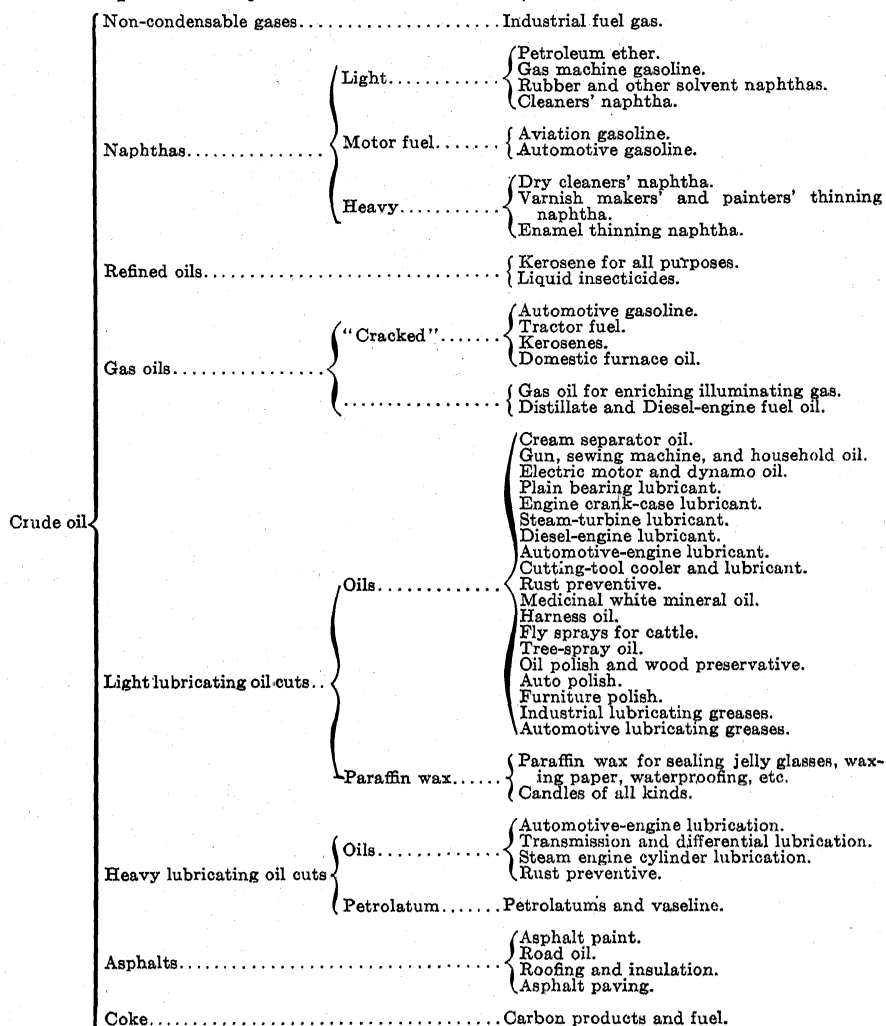 Non-condensable gases.....................Industrial fuel gas.
Petroleum ether.
Gas machine gasoline.
Light............
Rubber and other solvent naphthas.
Cleaners' naphtha.
Naphthas...............
Motor fuel.......
Aviation gasoline.
Automotive gasoline.
Dry cleaners' naphtha.
Varnish makers' and painters' thinning
Heavy...........
naphtha.
Enamel thinning naphtha.
Refined oils.................................
Kerosene for all purposes.
Liquid insecticides.
Automotive gasoline.
"Cracked".......
Tractor fuel.
Kerosenes.
Domestic furnace oil.
Gas oils................
.................
Gas oil for enriching illuminating gas.
Distillate and Diesel-engine fuel oil.
Crude oil
Cream separator oil.
Gun, sewing machine, and household oil.
Electric motor and dynamo oil.
Plain bearing lubricant.
Engine crank-case lubricant.
Steam-turbine lubricant.
Diesel-engine lubricant.
Automotive-engine lubricant.
Cutting-tool cooler and lubricant.
Oils.............
Rust preventive.
Medicinal white mineral oil.
Harness oil.
Fly sprays for cattle.
Tree-spray oil.
Oil polish and wood preservative.
Light lubricating oil cuts..
Auto polish.
Furniture polish.
Industrial lubricating greases.
Automotive lubricating greases.
Paraffin wax......
Paraffin wax for sealing jelly glasses, wax-
ing paper, waterproofing, etc.
Candles of all kinds.
Automotive-engine lubrication.
Oils.............
Transmission and differential lubrication.
Steam engine cylinder lubrication.
Rust preventive.
Heavy lubricating oil cuts
Petrolatum.......Petrolatums and vaseline.
Asphalt paint.
Asphalts...................................
Road oil.
Roofing and insulation.
Asphalt paving.
Coke.....................................Carbon products and fuel.